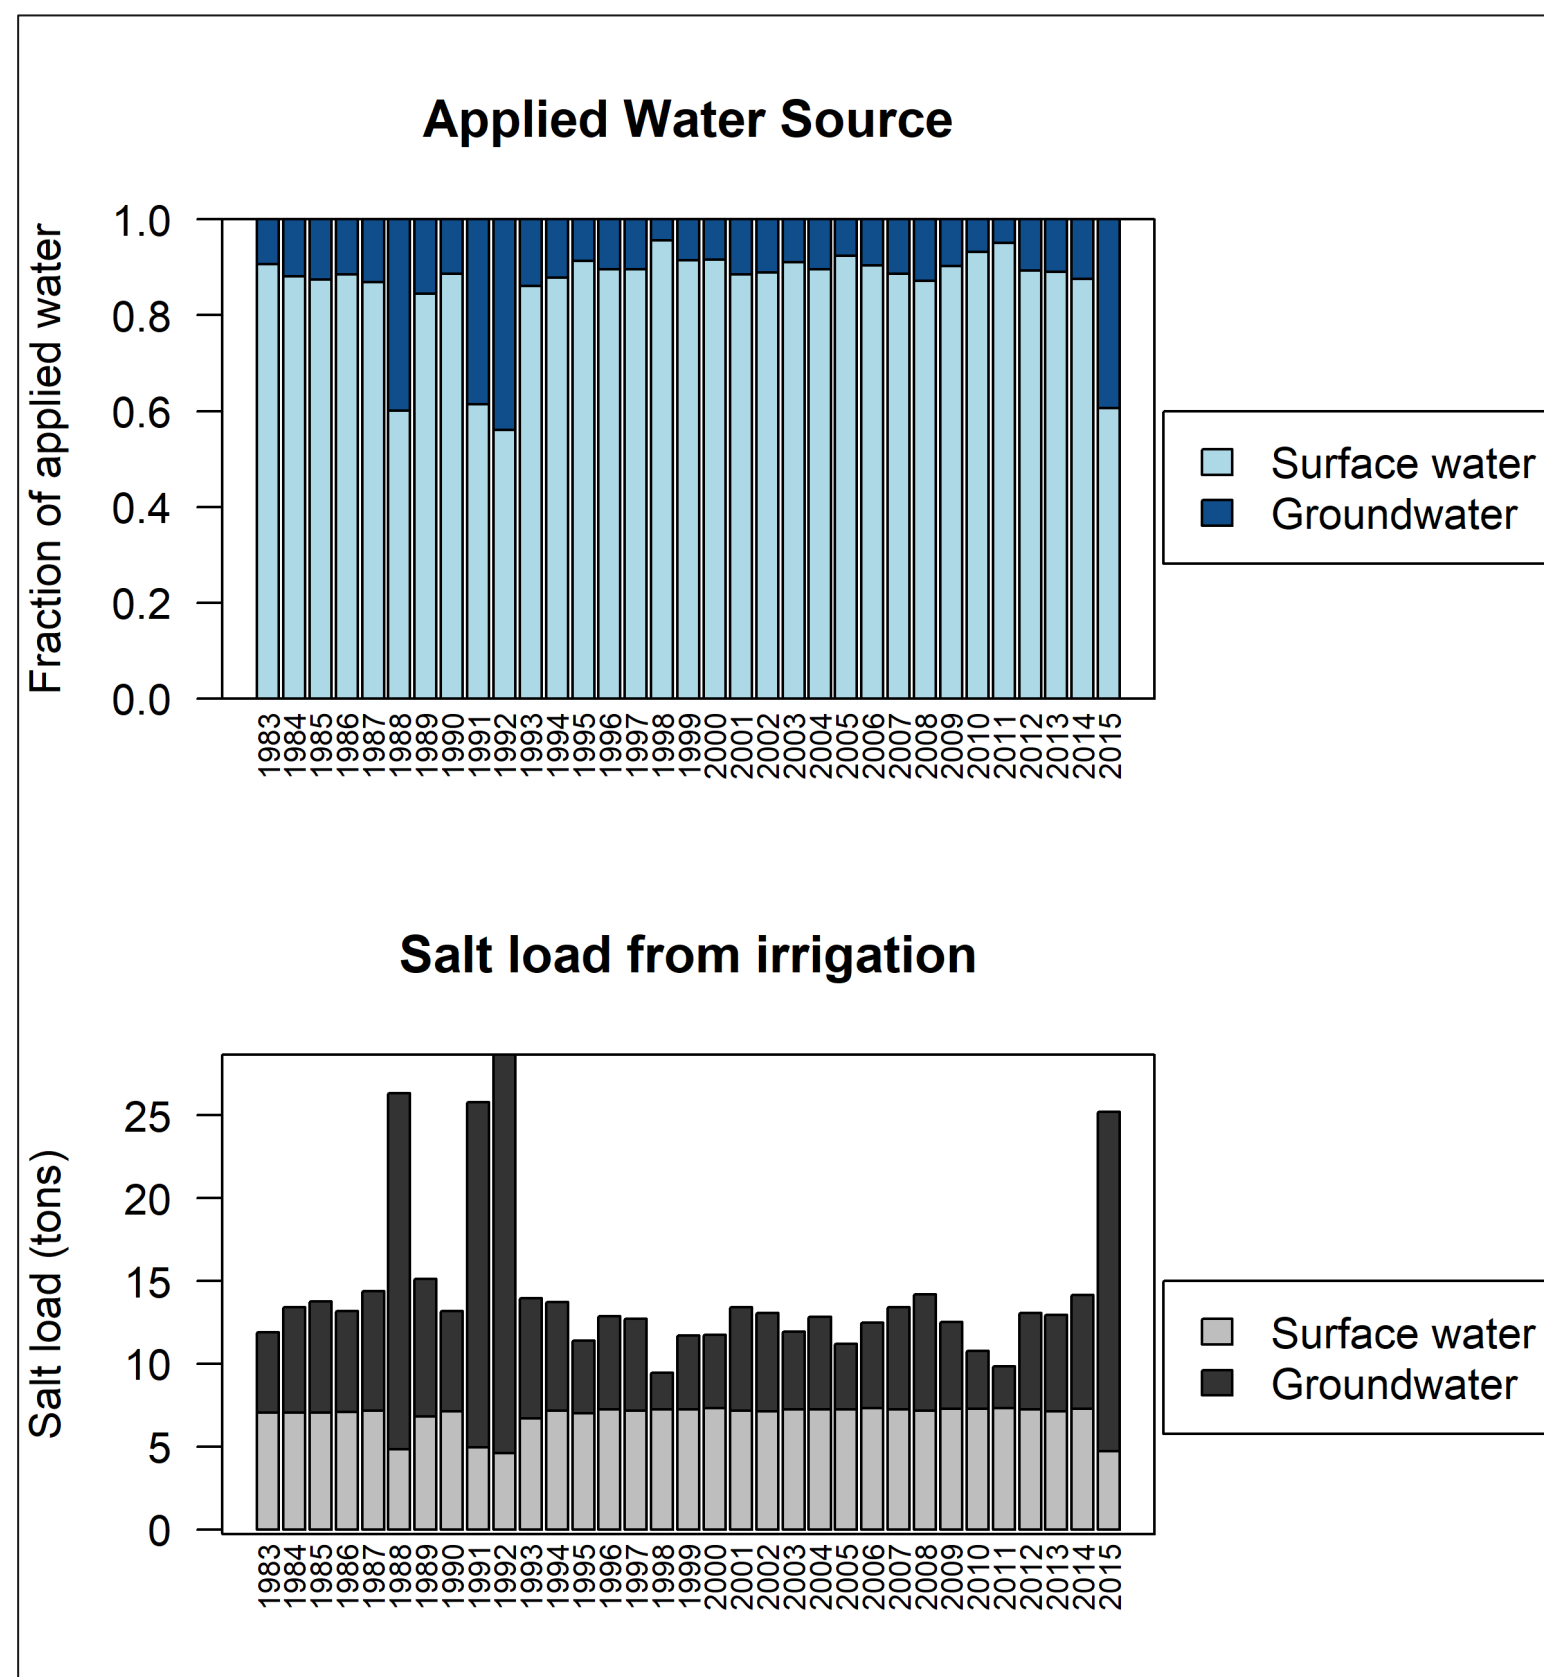 Applied Water Source
Fraction of applied water
1.0
0.8
0.6
0.4
0.2
0.0
1983 1984 1985 1986 1987 1988 1989 1990 1991 1992 1993 1994 1995 1996 1997 1998 1999 2000 2001 2002 2003 2004 2005 2006 2007 2008 2009 2010 2011 2012 2013 2014 2015
Surface water
Groundwater
Salt load from irrigation
Salt load (tons)
25
20
15
10
5
0
1983 1984 1985 1986 1987 1988 1989 1990 1991 1992 1993 1994 1995 1996 1997 1998 1999 2000 2001 2002 2003 2004 2005 2006 2007 2008 2009 2010 2011 2012 2013 2014 2015
Surface water
Groundwater